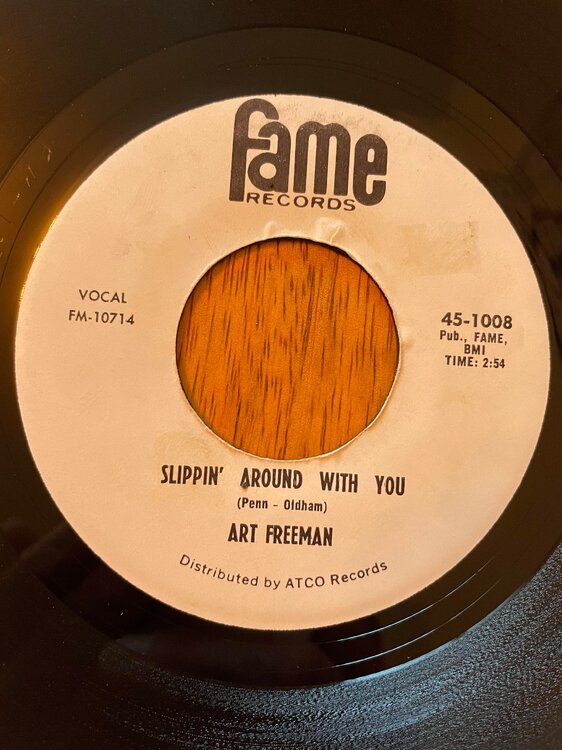 fame
RECORDS
VOCAL
FM-10714
45-1008
Pub., FAME,
BMI
TIME: 2:54
SLIPPIN' AROUND WITH YOU
(Penn - Oldham)
ART FREEMAN
Distributed by ATCO Records